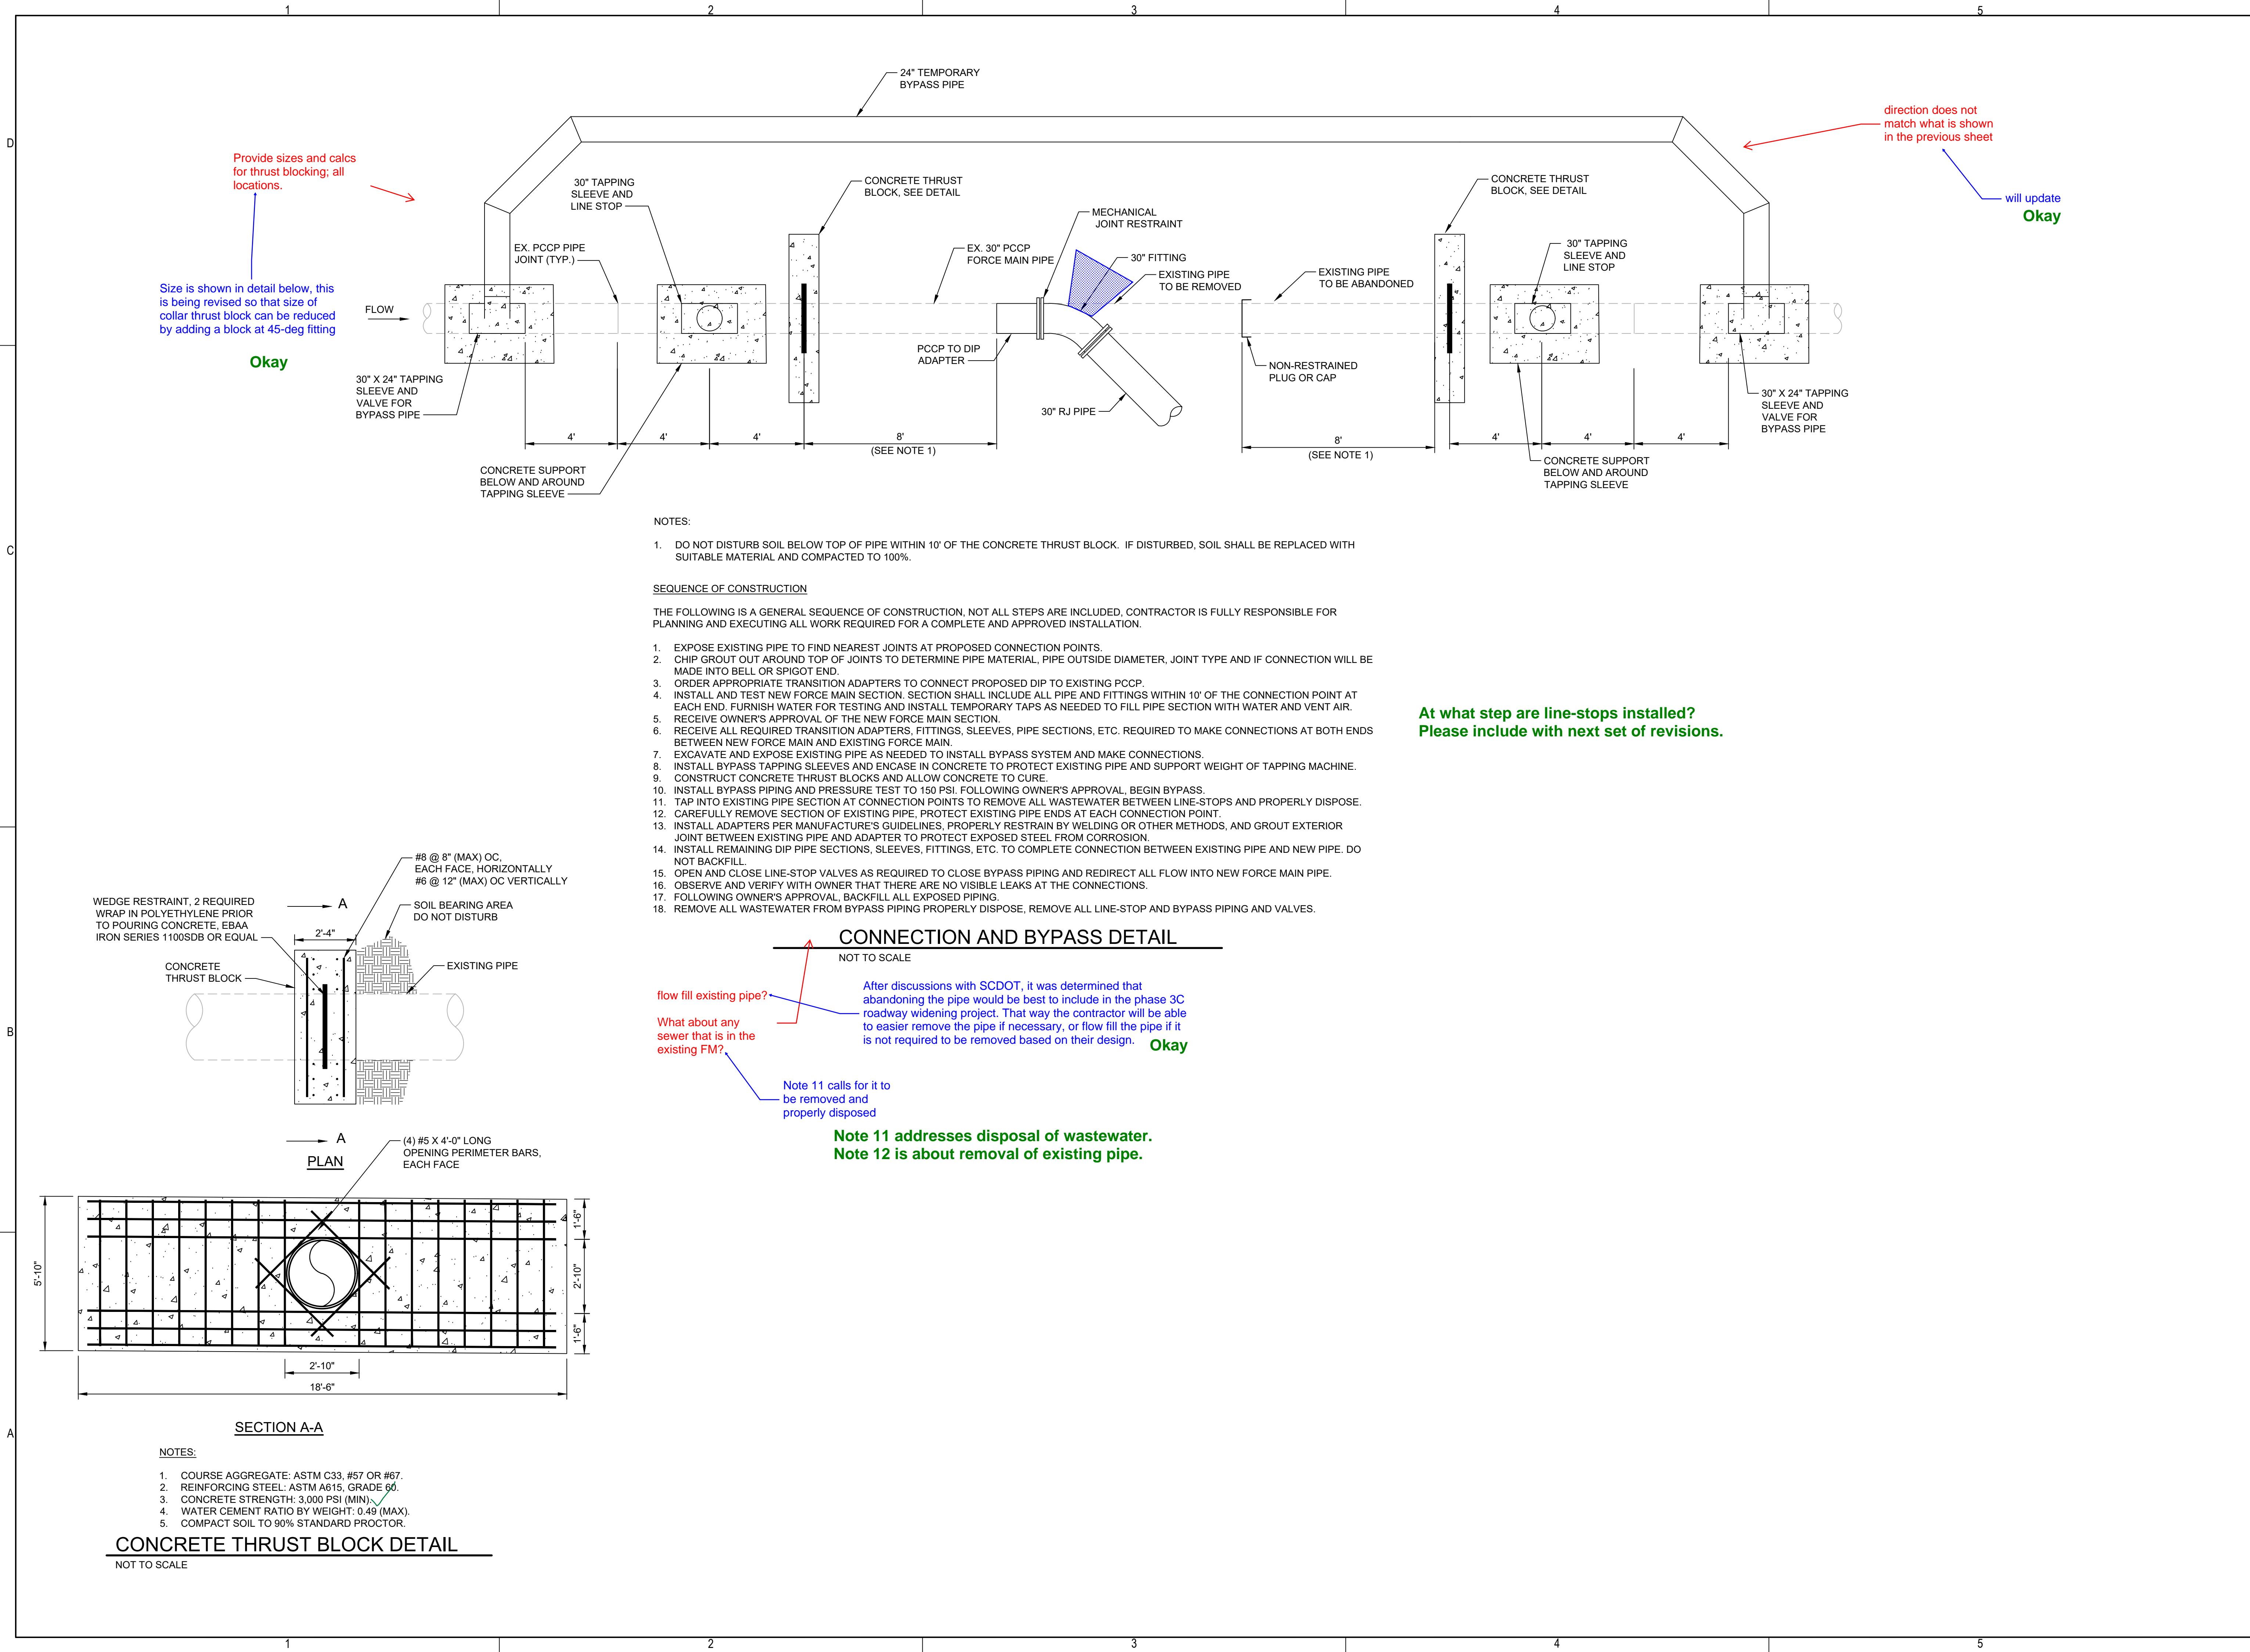 1
2
3
4
5
D
C
B
A
24" TEMPORARY
BYPASS PIPE
direction does not
match what is shown
in the previous sheet
will update
Okay
Provide sizes and calcs
for thrust blocking; all
locations.
Size is shown in detail below, this
is being revised so that size of
collar thrust block can be reduced
by adding a block at 45-deg fitting
Okay
30" TAPPING
SLEEVE AND
LINE STOP
CONCRETE THRUST
BLOCK, SEE DETAIL
MECHANICAL
JOINT RESTRAINT
CONCRETE THRUST
BLOCK, SEE DETAIL
EX. PCCP PIPE
JOINT (TYP.)
EX. 30" PCCP
FORCE MAIN PIPE
30" FITTING
EXISTING PIPE
TO BE REMOVED
EXISTING PIPE
TO BE ABANDONED
30" TAPPING
SLEEVE AND
LINE STOP
FLOW
PCCP TO DIP
ADAPTER
NON-RESTRAINED
PLUG OR CAP
30" X 24" TAPPING
SLEEVE AND
VALVE FOR
BYPASS PIPE
30" RJ PIPE
30" X 24" TAPPING
SLEEVE AND
VALVE FOR
BYPASS PIPE
4'
4'
4'
8'
(SEE NOTE 1)
8'
(SEE NOTE 1)
4'
4'
4'
CONCRETE SUPPORT
BELOW AND AROUND
TAPPING SLEEVE
CONCRETE SUPPORT
BELOW AND AROUND
TAPPING SLEEVE
NOTES:
1. DO NOT DISTURB SOIL BELOW TOP OF PIPE WITHIN 10' OF THE CONCRETE THRUST BLOCK. IF DISTURBED, SOIL SHALL BE REPLACED WITH
SUITABLE MATERIAL AND COMPACTED TO 100%.
SEQUENCE OF CONSTRUCTION
THE FOLLOWING IS A GENERAL SEQUENCE OF CONSTRUCTION, NOT ALL STEPS ARE INCLUDED, CONTRACTOR IS FULLY RESPONSIBLE FOR
PLANNING AND EXECUTING ALL WORK REQUIRED FOR A COMPLETE AND APPROVED INSTALLATION.
1. EXPOSE EXISTING PIPE TO FIND NEAREST JOINTS AT PROPOSED CONNECTION POINTS.
2. CHIP GROUT OUT AROUND TOP OF JOINTS TO DETERMINE PIPE MATERIAL, PIPE OUTSIDE DIAMETER, JOINT TYPE AND IF CONNECTION WILL BE
MADE INTO BELL OR SPIGOT END.
3. ORDER APPROPRIATE TRANSITION ADAPTERS TO CONNECT PROPOSED DIP TO EXISTING PCCP.
4. INSTALL AND TEST NEW FORCE MAIN SECTION. SECTION SHALL INCLUDE ALL PIPE AND FITTINGS WITHIN 10' OF THE CONNECTION POINT AT
EACH END. FURNISH WATER FOR TESTING AND INSTALL TEMPORARY TAPS AS NEEDED TO FILL PIPE SECTION WITH WATER AND VENT AIR.
5. RECEIVE OWNER'S APPROVAL OF THE NEW FORCE MAIN SECTION.
6. RECEIVE ALL REQUIRED TRANSITION ADAPTERS, FITTINGS, SLEEVES, PIPE SECTIONS, ETC. REQUIRED TO MAKE CONNECTIONS AT BOTH ENDS
BETWEEN NEW FORCE MAIN AND EXISTING FORCE MAIN.
7. EXCAVATE AND EXPOSE EXISTING PIPE AS NEEDED TO INSTALL BYPASS SYSTEM AND MAKE CONNECTIONS.
8. INSTALL BYPASS TAPPING SLEEVES AND ENCASE IN CONCRETE TO PROTECT EXISTING PIPE AND SUPPORT WEIGHT OF TAPPING MACHINE.
9. CONSTRUCT CONCRETE THRUST BLOCKS AND ALLOW CONCRETE TO CURE.
10. INSTALL BYPASS PIPING AND PRESSURE TEST TO 150 PSI. FOLLOWING OWNER'S APPROVAL, BEGIN BYPASS.
11. TAP INTO EXISTING PIPE SECTION AT CONNECTION POINTS TO REMOVE ALL WASTEWATER BETWEEN LINE-STOPS AND PROPERLY DISPOSE.
12. CAREFULLY REMOVE SECTION OF EXISTING PIPE, PROTECT EXISTING PIPE ENDS AT EACH CONNECTION POINT.
13. INSTALL ADAPTERS PER MANUFACTURE'S GUIDELINES, PROPERLY RESTRAIN BY WELDING OR OTHER METHODS, AND GROUT EXTERIOR
JOINT BETWEEN EXISTING PIPE AND ADAPTER TO PROTECT EXPOSED STEEL FROM CORROSION.
14. INSTALL REMAINING DIP PIPE SECTIONS, SLEEVES, FITTINGS, ETC. TO COMPLETE CONNECTION BETWEEN EXISTING PIPE AND NEW PIPE. DO
NOT BACKFILL.
15. OPEN AND CLOSE LINE-STOP VALVES AS REQUIRED TO CLOSE BYPASS PIPING AND REDIRECT ALL FLOW INTO NEW FORCE MAIN PIPE.
16. OBSERVE AND VERIFY WITH OWNER THAT THERE ARE NO VISIBLE LEAKS AT THE CONNECTIONS.
17. FOLLOWING OWNER'S APPROVAL, BACKFILL ALL EXPOSED PIPING.
18. REMOVE ALL WASTEWATER FROM BYPASS PIPING PROPERLY DISPOSE, REMOVE ALL LINE-STOP AND BYPASS PIPING AND VALVES.
At what step are line-stops installed?
Please include with next set of revisions.
CONNECTION AND BYPASS DETAIL
NOT TO SCALE
flow fill existing pipe?
What about any
sewer that is in the
existing FM?
After discussions with SCDOT, it was determined that
abandoning the pipe would be best to include in the phase 3C
roadway widening project. That way the contractor will be able
to easier remove the pipe if necessary, or flow fill the pipe if it
is not required to be removed based on their design.
Okay
Note 11 calls for it to
be removed and
properly disposed
Note 11 addresses disposal of wastewater.
Note 12 is about removal of existing pipe.
#8 @ 8" (MAX) OC,
EACH FACE, HORIZONTALLY
#6 @ 12" (MAX) OC VERTICALLY
WEDGE RESTRAINT, 2 REQUIRED
WRAP IN POLYETHYLENE PRIOR
TO POURING CONCRETE, EBAA
IRON SERIES 1100SDB OR EQUAL
A
SOIL BEARING AREA
DO NOT DISTURB
2'-4"
CONCRETE
THRUST BLOCK
EXISTING PIPE
A
PLAN
(4) #5 X 4'-0" LONG
OPENING PERIMETER BARS,
EACH FACE
5'-10"
1'-6"
2'-10"
1'-6"
2'-10"
18'-6"
SECTION A-A
NOTES:
1. COURSE AGGREGATE: ASTM C33, #57 OR #67.
2. REINFORCING STEEL: ASTM A615, GRADE 60.
3. CONCRETE STRENGTH: 3,000 PSI (MIN).
4. WATER CEMENT RATIO BY WEIGHT: 0.49 (MAX).
5. COMPACT SOIL TO 90% STANDARD PROCTOR.
CONCRETE THRUST BLOCK DETAIL
NOT TO SCALE
1
2
3
4
5